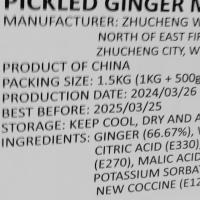 PICKLED GINGER
MANUFACTURER: ZHUCHENG
NORTH OF EAST
ZHUCHENG CITY,
PRODUCT OF CHINA
PACKING SIZE: 1.5KG (1KG + 500g
PRODUCTION DATE: 2024/03/26
BEST BEFORE: 2025/03/25
STORAGE: KEEP COOL, DRY AND
INGREDIENTS: GINGER (66.67%),
CITRIC ACID (E330)
(E270), MALIC ACID
POTASSIUM
NEW COCCINE (E12